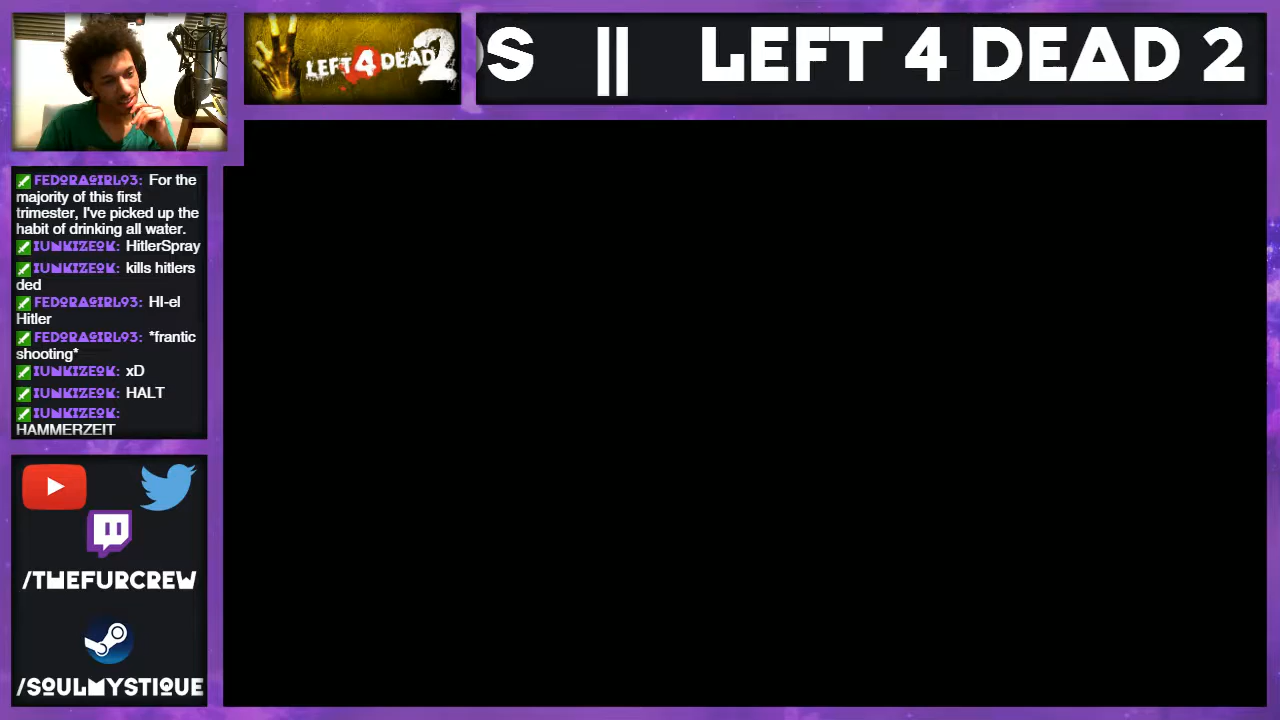 LEFT 4 DEAD 2
S || LEFT 4 DEAD 2
FEDORAGIRL93: For the
majority of this first
trimester, I've picked up the
habit of drinking all water.
IUNKIZEOK: HitlerSpray
IUNKIZEOK: kills hitlers
ded
FEDORAGIRL93: HI-el
Hitler
FEDORAGIRL93: *frantic
shooting*
IUNKIZEOK: xD
IUNKIZEOK: HALT
IUNKIZEOK:
HAMMERZEIT
/THEFURCREW
/SOULMYSTIQUE